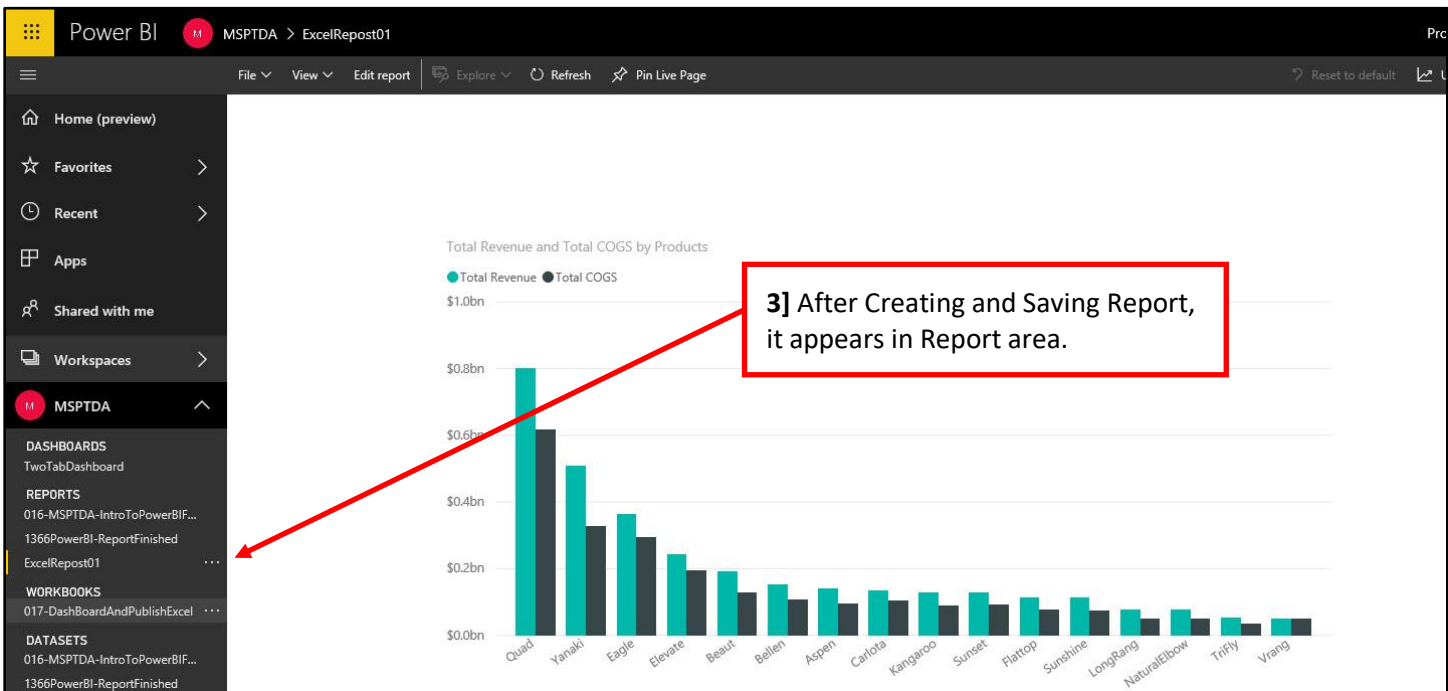 Power BI M MSPTDA > ExcelRepost01
File View Edit report Explore Refresh Pin Live Page Reset to default
Home (preview)
Favorites
Recent
Apps
Shared with me
Workspaces
M MSPTDA
DASHBOARDS
TwoTabDashboard
REPORTS
016-MSPTDA-IntroToPowerBIF...
1366PowerBI-ReportFinished
ExcelRepost01 ...
WORKBOOKS
017-DashBoardAndPublishExcel ...
DATASETS
016-MSPTDA-IntroToPowerBIF...
1366PowerBI-ReportFinished
Total Revenue and Total COGS by Products
Total Revenue Total COGS
$1.0bn
$0.8bn
$0.6bn
$0.4bn
$0.2bn
$0.0bn
Quad Yanaki Eagle Elevate Beaut Bellen Aspen Carlota Kangaroo Sunset Flattop Sunshine LongRang NaturalElbow TriFly Vrang
3] After Creating and Saving Report,
it appears in Report area.